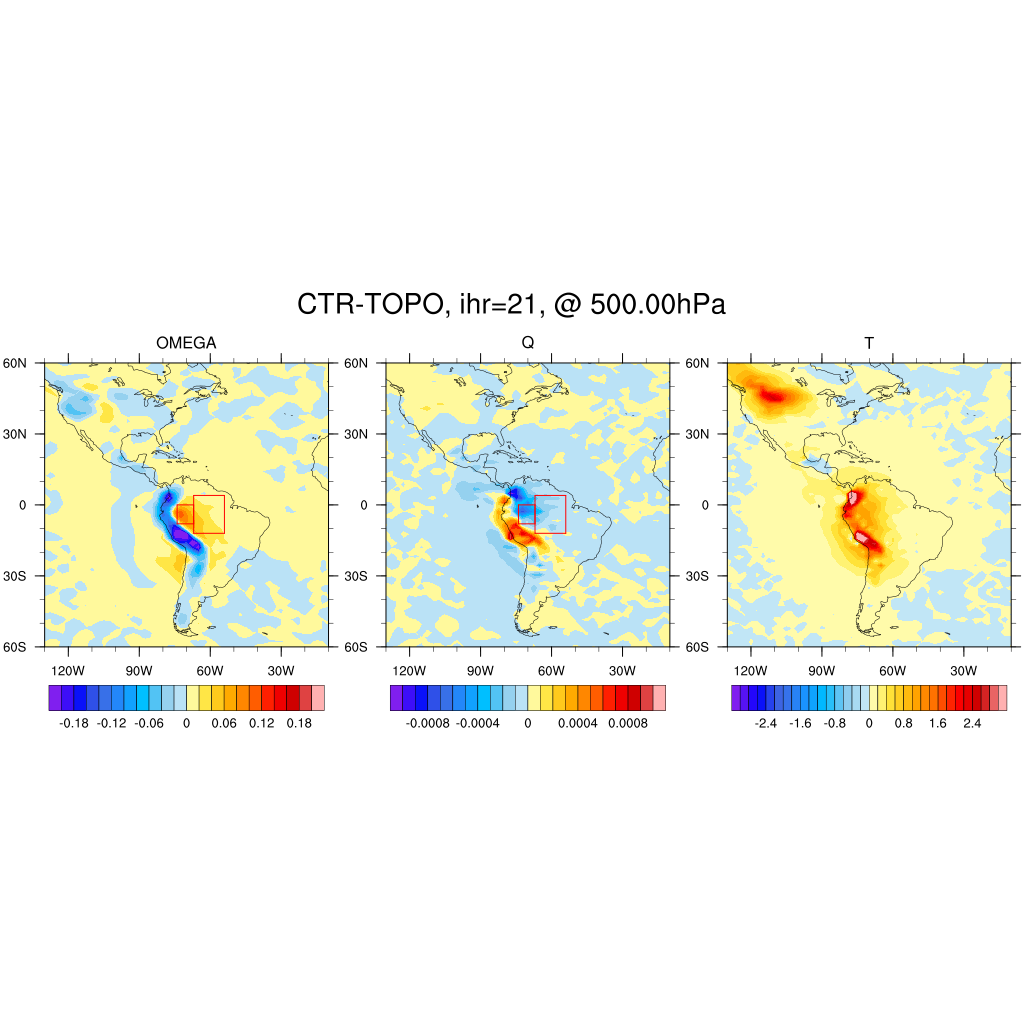 CTR-TOPO, ihr=21, @ 500.00hPa
OMEGA Q T
60N 60N 60N
30N 30N 30N
0 0 0
30S 30S 30S
60S 60S 60S
120W 90W 60W 30W 120W 90W 60W 30W 120W 90W 60W 30W
-0.18 -0.12 -0.06 0 0.06 0.12 0.18 -0.0008 -0.0004 0 0.0004 0.0008 -2.4 -1.6 -0.8 0 0.8 1.6 2.4